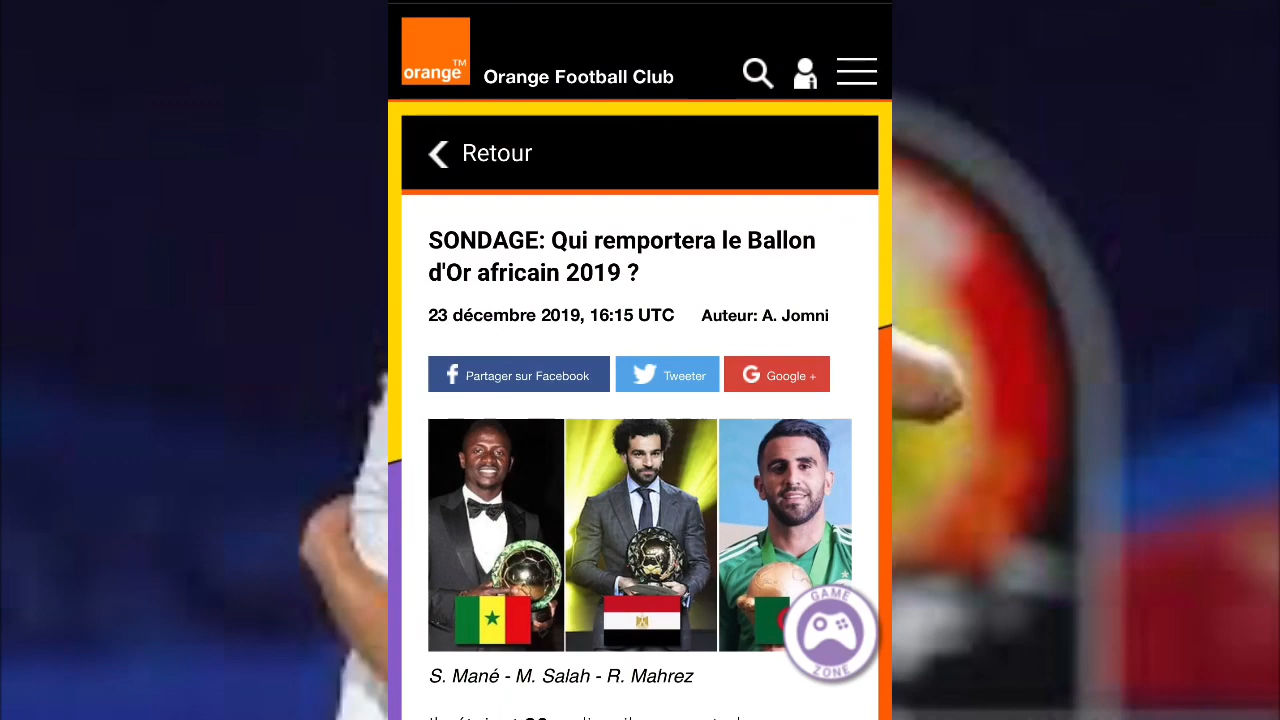 orange™
Orange Football Club
Retour
SONDAGE: Qui remportera le Ballon
d'Or africain 2019 ?
23 décembre 2019, 16:15 UTC Auteur: A. Jomni
Partager sur Facebook Tweeter Google +
GAME
ZONE
S. Mané - M. Salah - R. Mahrez